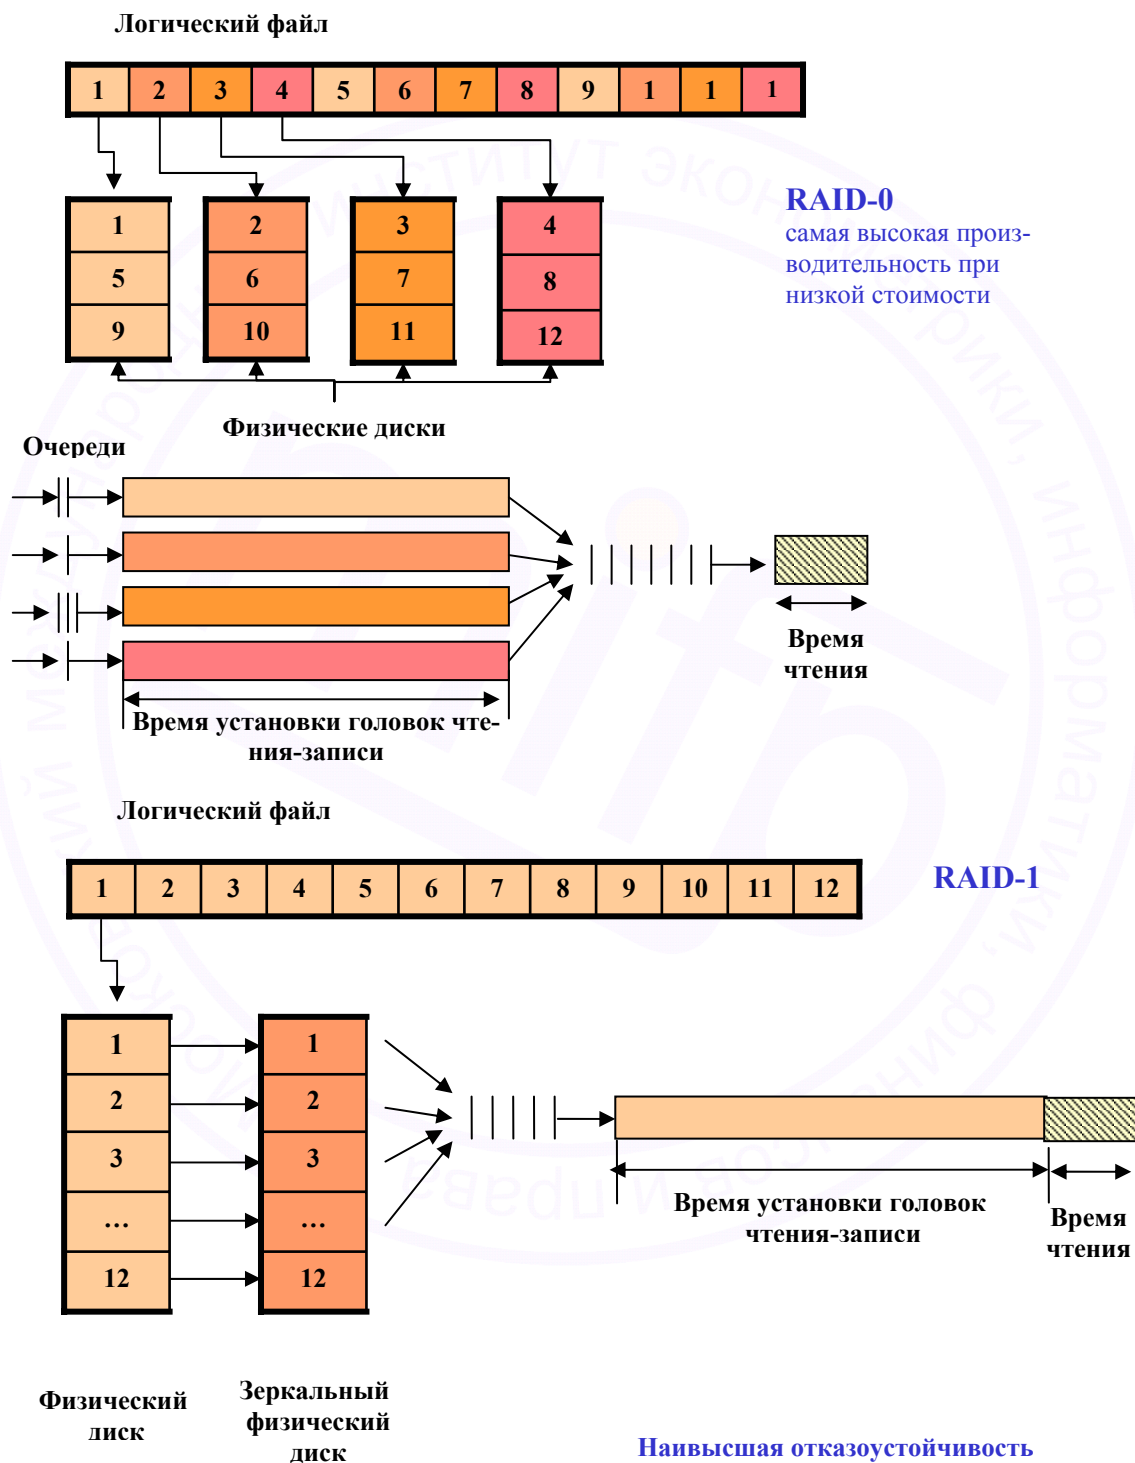 Логический файл
1 2 3 4 5 6 7 8 9 1 1 1
RAID-0
самая высокая произ-
водительность при
низкой стоимости
1 2 3 4
5 6 7 8
9 10 11 12
Физические диски
Очереди
Время
чтения
Время установки головок чте-
ния-записи
Логический файл
RAID-1
1 2 3 4 5 6 7 8 9 10 11 12
1 1
2 2
3 3
... ...
12 12
Время установки головок
чтения-записи
Время
чтения
Физический
диск
Зеркальный
физический
диск
Наивысшая отказоустойчивость